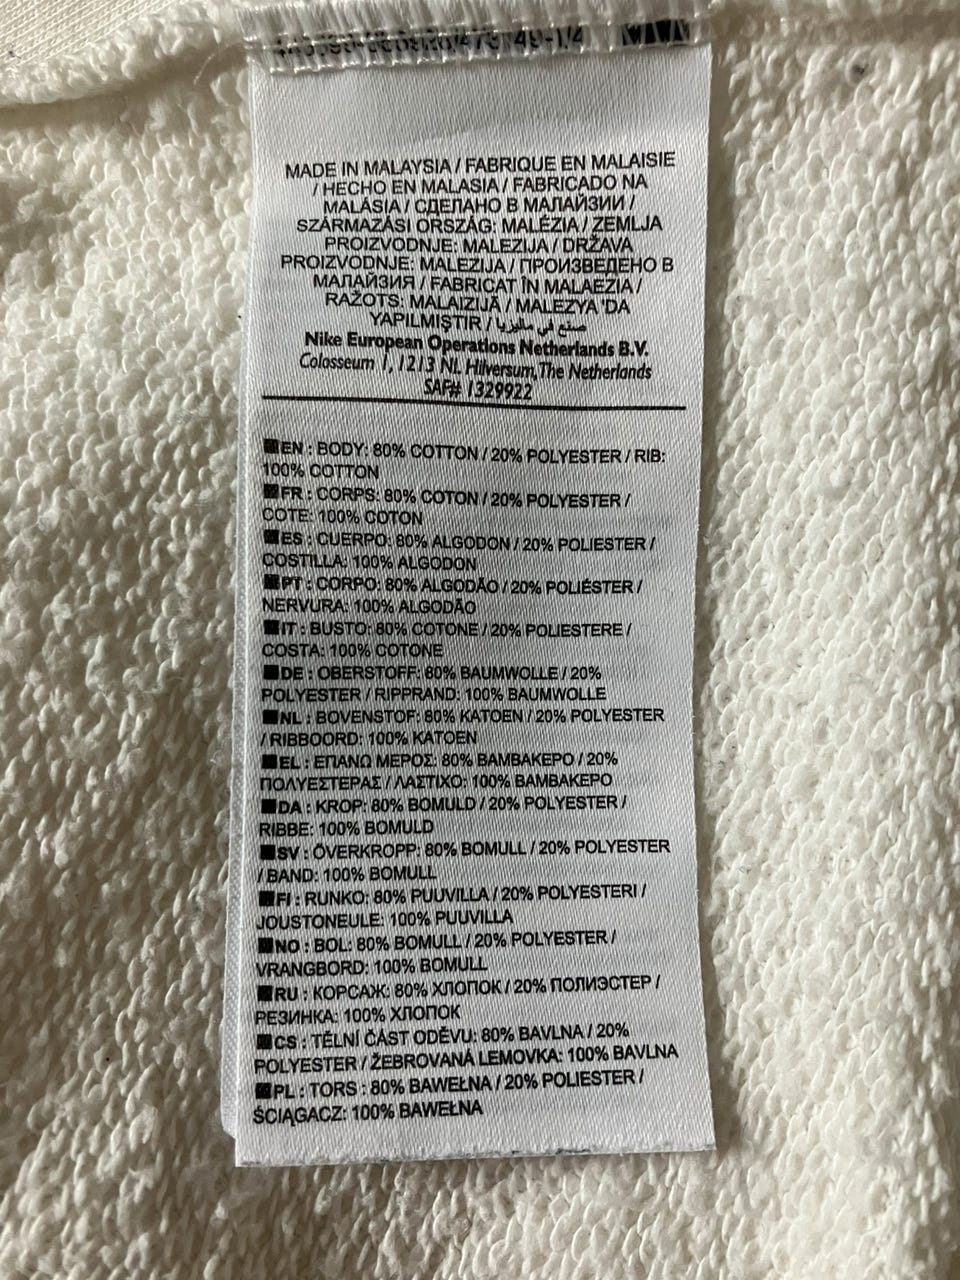 MADE IN MALAYSIA / FABRIQUE EN MALAISIE
/ HECHO EN MALASIA / FABRICADO NA
MALÁSIA / СДЕЛАНО В МАЛАЙЗИИ /
SZÁRMAZÁSI ORSZÁG: MALÉZIA / ZEMLJA
PROIZVODNJE: MALEZIJA / DRŽAVA
PROIZVODNJE: MALEZIJA / ПРОИЗВЕДЕНО В
МАЛАЙЗИЯ / FABRICAT ÎN MALAEZIA /
RAŽOTS: MALAIZIJĀ / MALEZYA 'DA
YAPILMIŞTIR / صنع في ماليزيا
Nike European Operations Netherlands B.V.
Colosseum 1, 1213 NL Hilversum, The Netherlands
SAF# 1329922
EN : BODY: 80% COTTON / 20% POLYESTER / RIB:
100% COTTON
FR : CORPS: 80% COTON / 20% POLYESTER /
COTE: 100% COTON
ES : CUERPO: 80% ALGODON / 20% POLIESTER /
COSTILLA: 100% ALGODON
PT : CORPO: 80% ALGODÃO / 20% POLIÉSTER /
NERVURA: 100% ALGODÃO
IT : BUSTO: 80% COTONE / 20% POLIESTERE /
COSTA: 100% COTONE
DE : OBERSTOFF: 80% BAUMWOLLE / 20%
POLYESTER / RIPPRAND: 100% BAUMWOLLE
NL : BOVENSTOF: 80% KATOEN / 20% POLYESTER
/ RIBBOORD: 100% KATOEN
EL : ΕΠΑΝΩ ΜΕΡΟΣ: 80% ΒΑΜΒΑΚΕΡΟ / 20%
ΠΟΛΥΕΣΤΕΡΑΣ / ΛΑΣΤΙΧΟ: 100% ΒΑΜΒΑΚΕΡΟ
DA : KROP: 80% BOMULD / 20% POLYESTER /
RIBBE: 100% BOMULD
SV : ÖVERKROPP: 80% BOMULL / 20% POLYESTER
/ BAND: 100% BOMULL
FI : RUNKO: 80% PUUVILLA / 20% POLYESTERI /
JOUSTONEULE: 100% PUUVILLA
NO : BOL: 80% BOMULL / 20% POLYESTER /
VRANGBORD: 100% BOMULL
RU : КОРСАЖ: 80% ХЛОПОК / 20% ПОЛИЭСТЕР /
РЕЗИНКА: 100% ХЛОПОК
CS : TĚLNÍ ČÁST ODĚVU: 80% BAVLNA / 20%
POLYESTER / ŽEBROVANÁ LEMOVKA: 100% BAVLNA
PL : TORS : 80% BAWEŁNA / 20% POLIESTER /
ŚCIĄGACZ: 100% BAWEŁNA